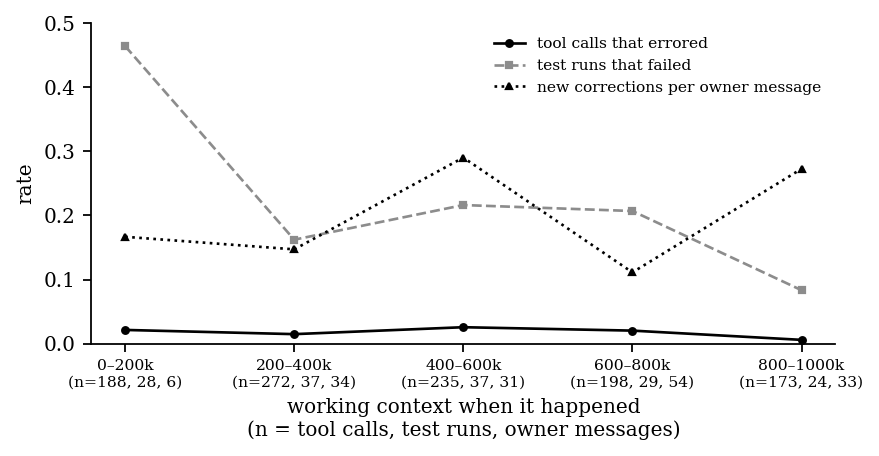 0.5
0.4
0.3
0.2
0.1
0.0
rate
tool calls that errored
test runs that failed
new corrections per owner message
0–200k
(n=188, 28, 6)
200–400k
(n=272, 37, 34)
400–600k
(n=235, 37, 31)
600–800k
(n=198, 29, 54)
800–1000k
(n=173, 24, 33)
working context when it happened
(n = tool calls, test runs, owner messages)